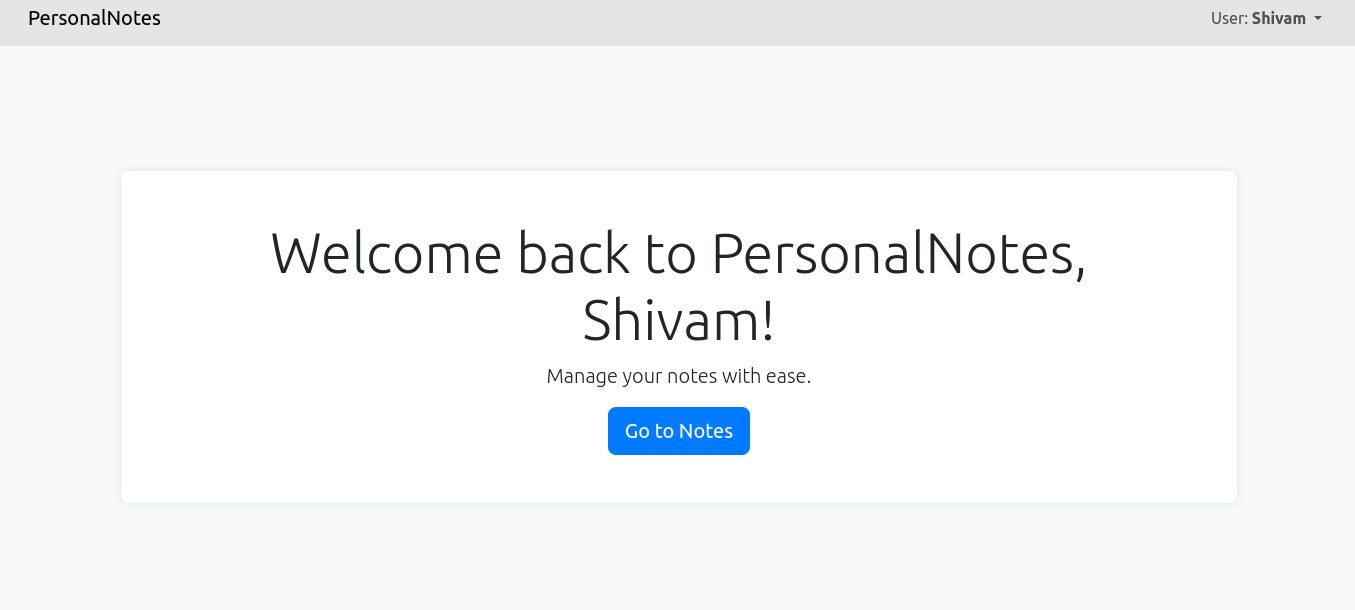 PersonalNotes
User: Shivam
Welcome back to PersonalNotes,
Shivam!
Manage your notes with ease.
Go to Notes